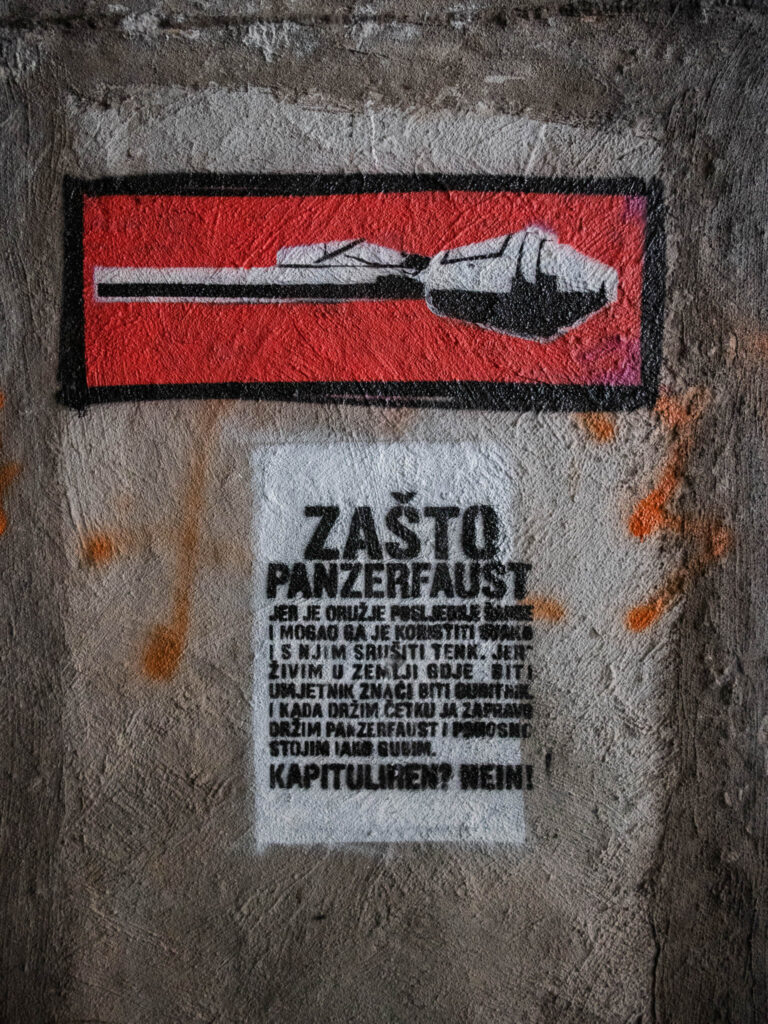 ZAŠTO
PANZERFAUST
JER JE ORUŽJE POSLJEDNJE ŠANSE
I MOGAO GA JE KORISTITI SVAKO
I S NJIM SRUŠITI TENK. JER
ŽIVIM U ZEMLJI GDJE BITI
UMJETNIK ZNAČI BITI GUBITNIK
I KADA DRŽIM ČETKU JA ZAPRAVO
DRŽIM PANZERFAUST I PONOSNO
STOJIM IAKO GUBIM.
KAPITULIREN? NEIN!